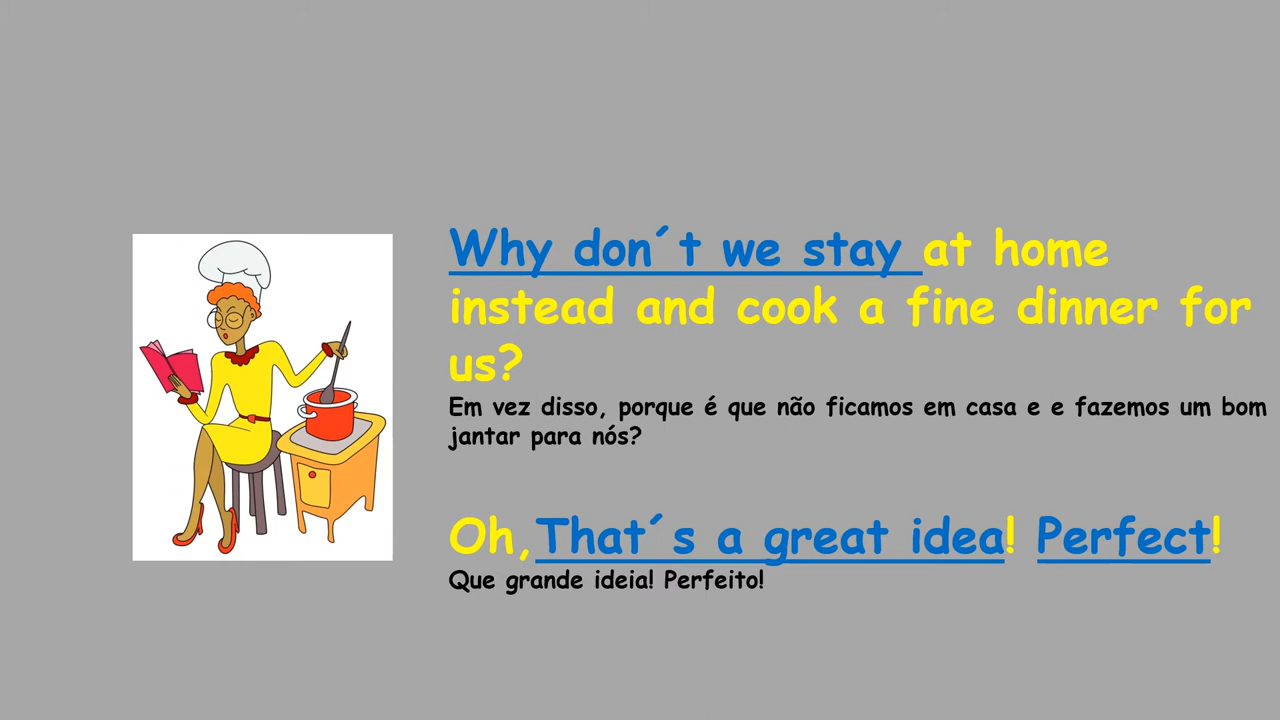 Why don´t we stay at home
instead and cook a fine dinner for
us?
Em vez disso, porque é que não ficamos em casa e e fazemos um bom
jantar para nós?
Oh,That´s a great idea! Perfect!
Que grande ideia! Perfeito!